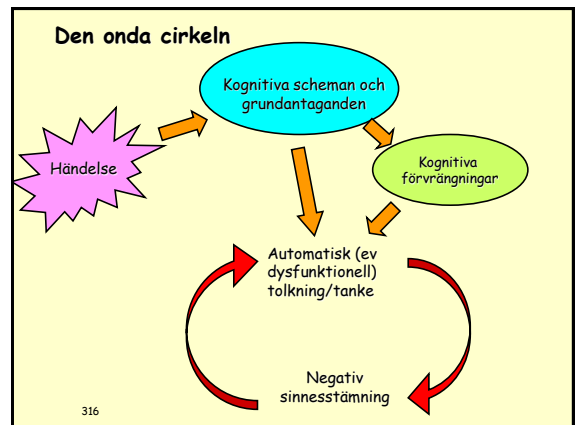 Den onda cirkeln
Kognitiva scheman och
grundantaganden
Händelse
Kognitiva
förvrängningar
Automatisk (ev
dysfunktionell)
tolkning/tanke
Negativ
sinnesstämning
316